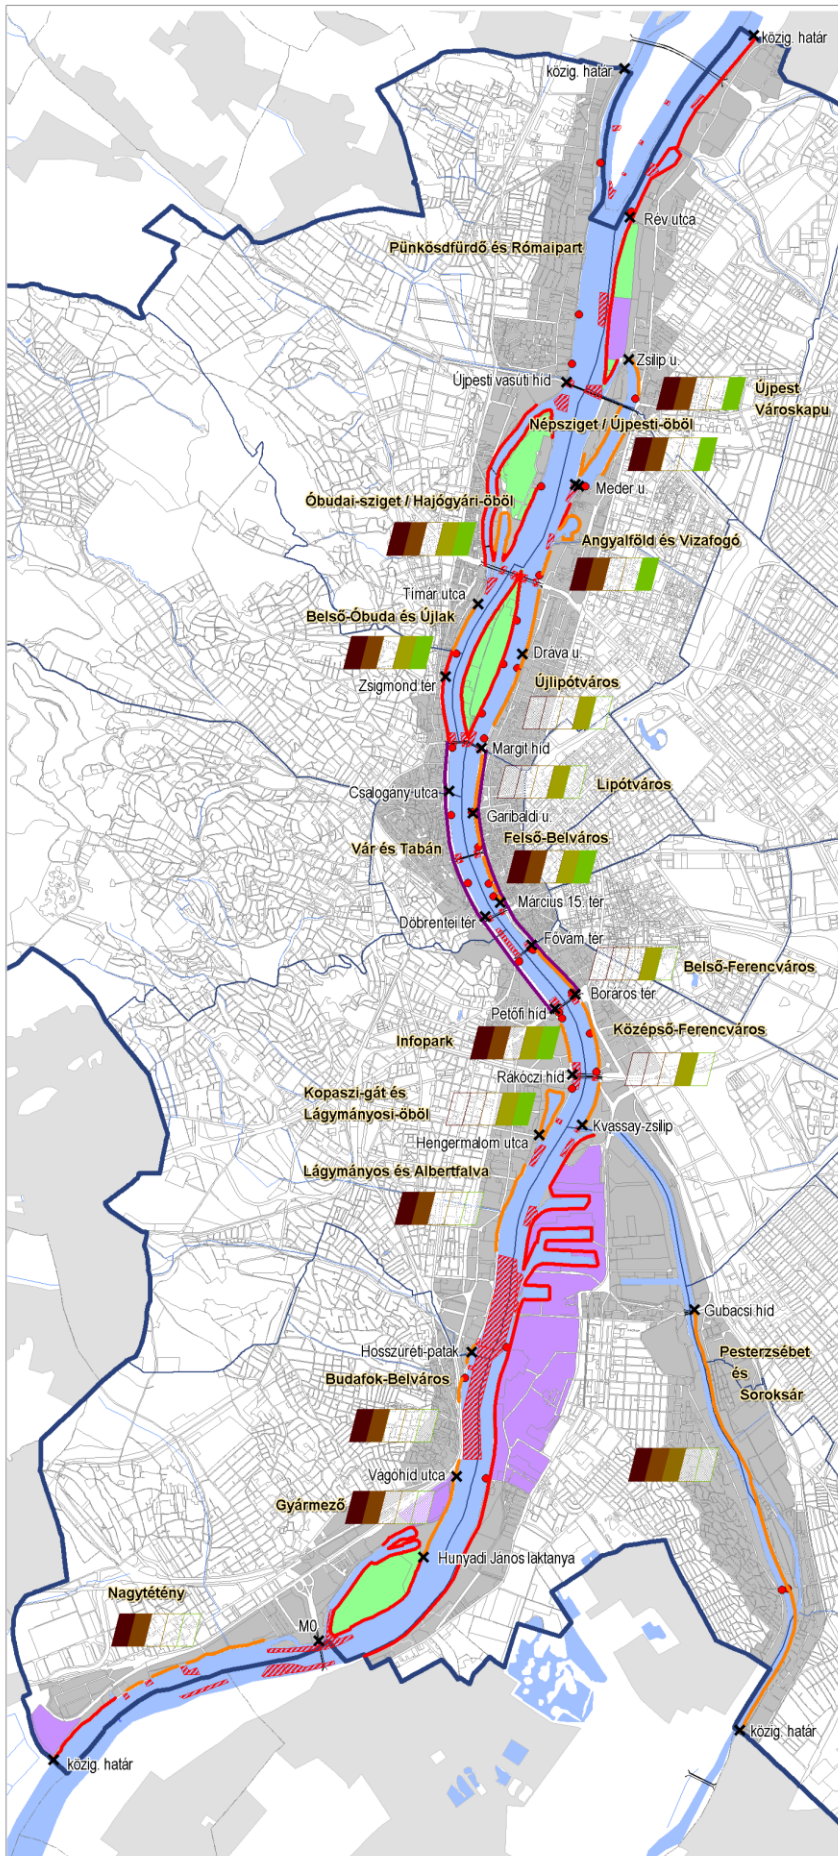 közig. határ
közig. határ
Rév utca
Pünkösdfürdő és Rómaipart
Zsilip u.
Újpesti vasúti híd
Újpest
Városkapu
Népsziget / Újpesti-öböl
Meder u.
Óbudai-sziget / Hajógyári-öböl
Angyalföld és Vizafogó
Tímár utca
Belső-Óbuda és Újlak
Dráva u.
Zsigmond tér
Újlipótváros
Margit híd
Lipótváros
Csalogány utca
Garibaldi u.
Felső-Belváros
Vár és Tabán
Március 15. tér
Döbrentei tér
Fővám tér
Belső-Ferencváros
Boráros tér
Petőfi híd
Középső-Ferencváros
Infopark
Rákóczi híd
Kopaszi-gát és
Lágymányosi-öböl
Kvassay-zsilip
Hengermalom utca
Lágymányos és Albertfalva
Gubacsi híd
Hosszúréti-patak
Pesterzsébet
és
Soroksár
Budafok-Belváros
Vágóhíd utca
Gyármező
Hunyadi János laktanya
Nagytétény
M0
közig. határ
közig. határ